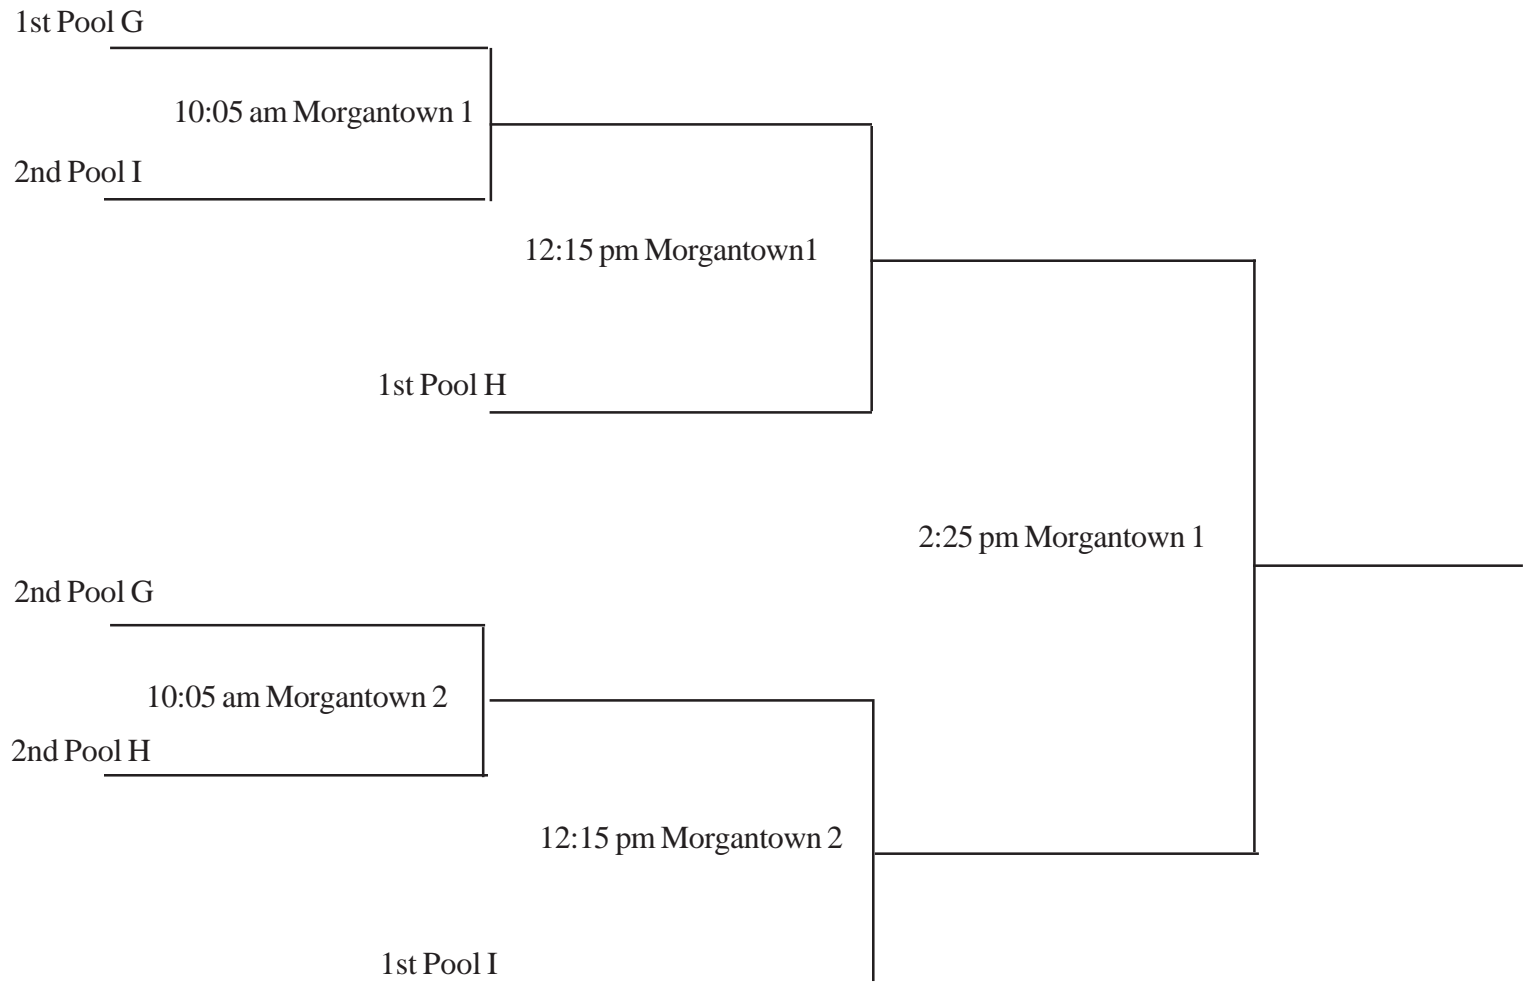 1st Pool G
10:05 am Morgantown 1
2nd Pool I
12:15 pm Morgantown1
1st Pool H
2:25 pm Morgantown 1
2nd Pool G
10:05 am Morgantown 2
2nd Pool H
12:15 pm Morgantown 2
1st Pool I